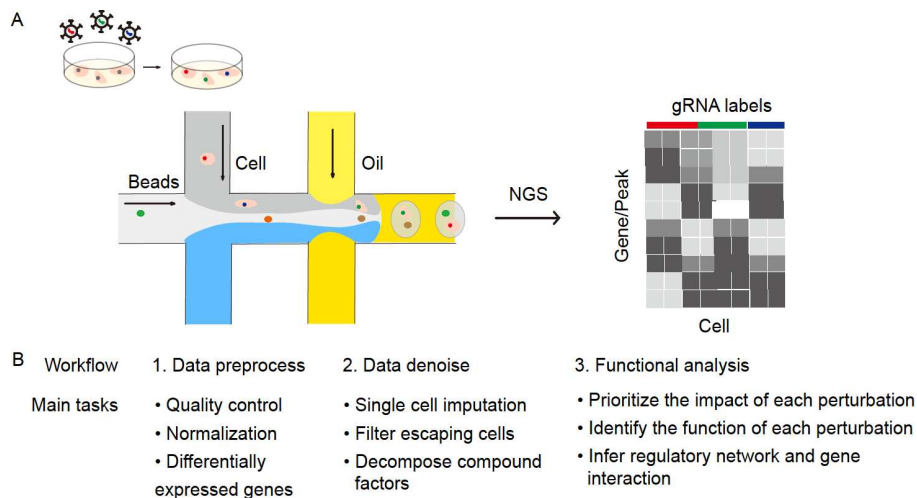 A
gRNA labels
Cell
Oil
Beads
NGS
Gene/Peak
Cell
B
Workflow
1. Data preprocess
2. Data denoise
3. Functional analysis
Main tasks
• Quality control
• Normalization
• Differentially
expressed genes
• Single cell imputation
• Filter escaping cells
• Decompose compound
factors
• Prioritize the impact of each perturbation
• Identify the function of each perturbation
• Infer regulatory network and gene
interaction